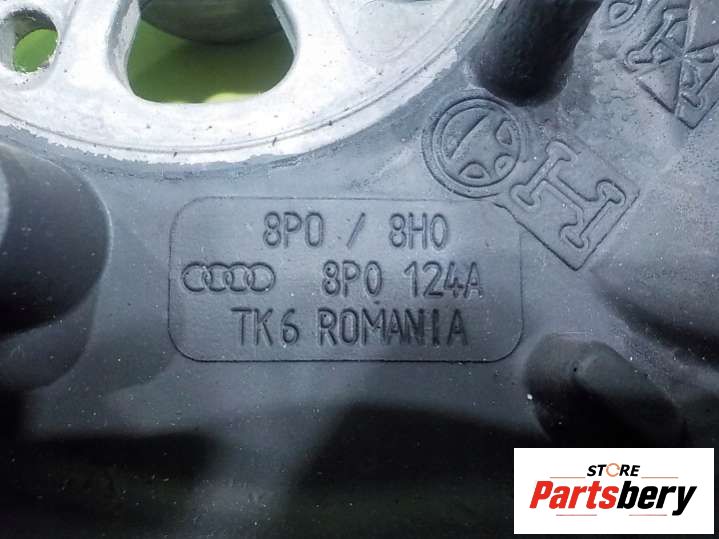 8P0 / 8H0
8P0 124A
TK6 ROMANIA
STORE
Partsbery